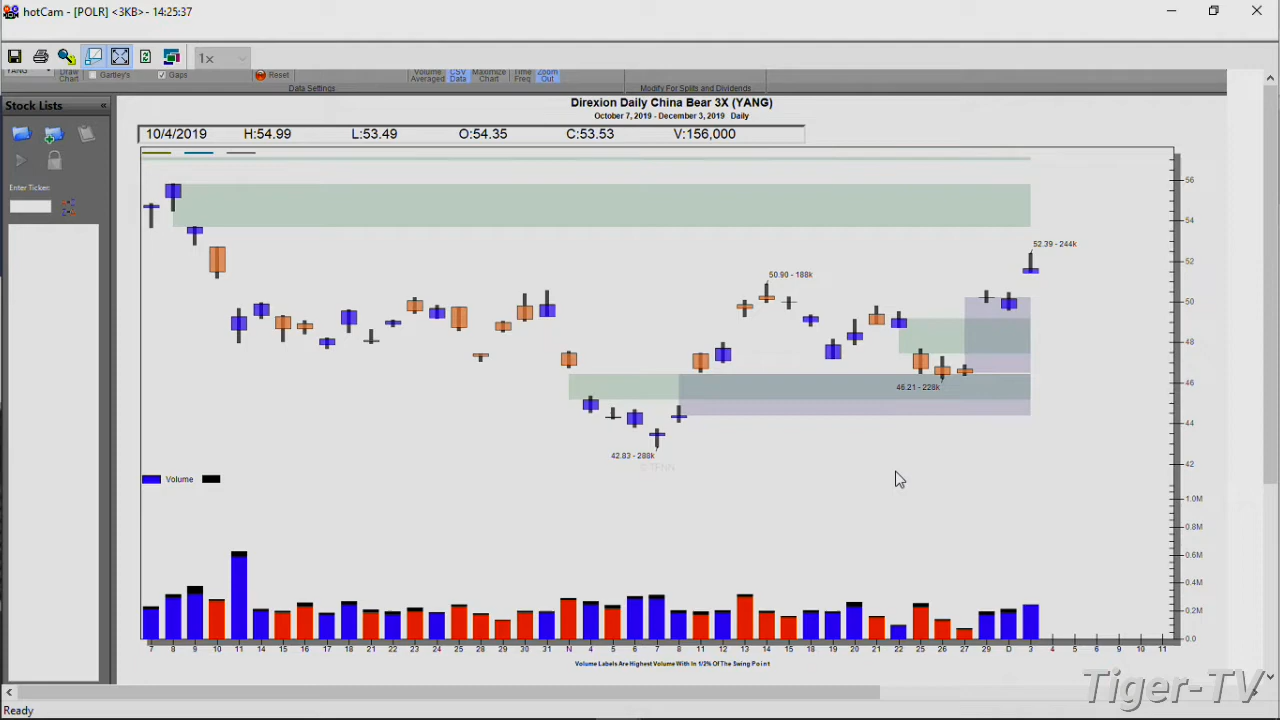 hotCam - [POLR] <3KB> - 14:25:37
1x
YANG
Draw Chart
Gartley's
Gaps
Reset
Volume Averaged
CSV Data
Maximize Chart
Time Freq
Zoom Out
Data Settings
Modify For Splits and Dividends
Stock Lists
«
Enter Ticker:
Direxion Daily China Bear 3X (YANG)
October 7, 2019 - December 3, 2019 Daily
10/4/2019 H:54.99 L:53.49 O:54.35 C:53.53 V:156,000
56
54
52.39 - 244k
52
50.90 - 188k
50
48
46
46.21 - 228k
44
42.83 - 288k
© TFNN
42
Volume
1.0M
0.8M
0.6M
0.4M
0.2M
0.0
7 8 9 10 11 14 15 16 17 18 21 22 23 24 25 28 29 30 31 N 4 5 6 7 8 11 12 13 14 15 18 19 20 21 22 25 26 27 29 D 3 4 5 6 9 10 11
Volume Labels Are Highest Volume With In 1/2% Of The Swing Point
Tiger-TV
Ready